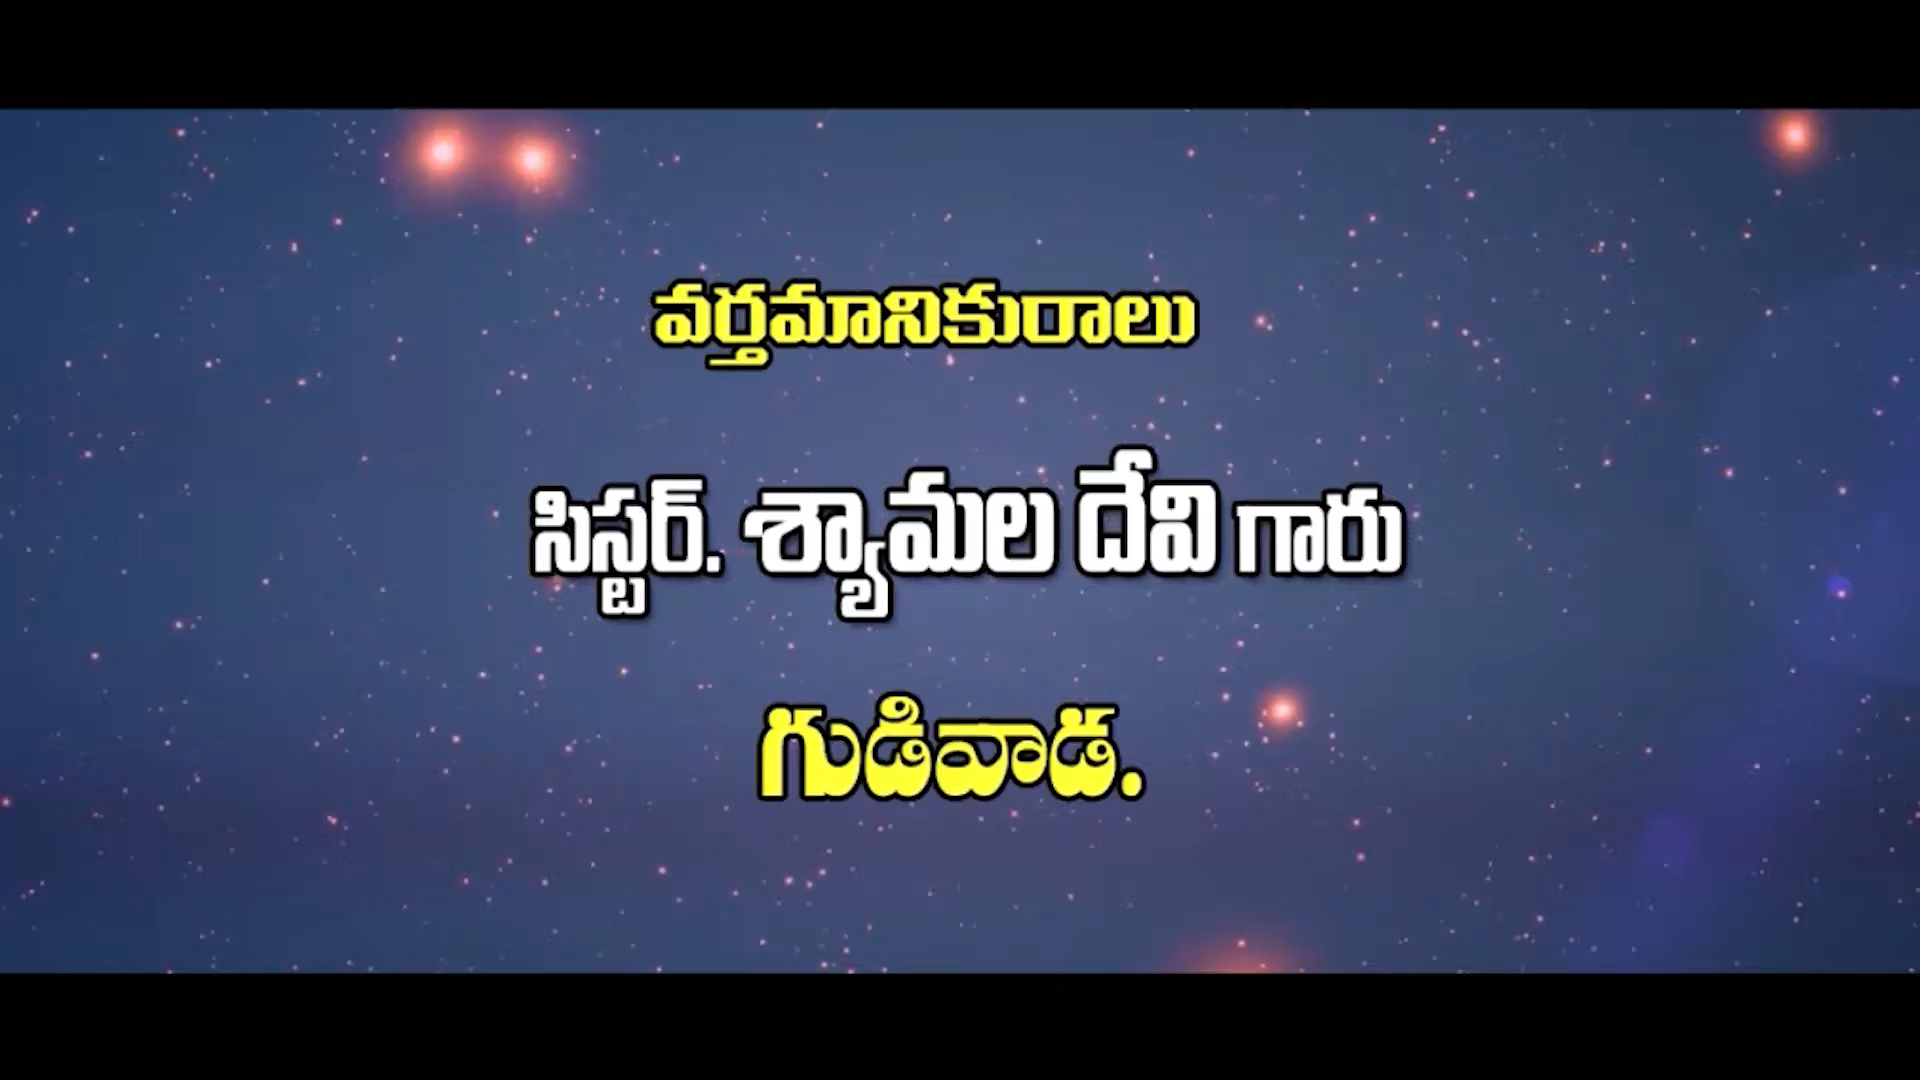 వర్తమానికురాలు
సిస్టర్. శ్యామల దేవి గారు
గుడివాడ.